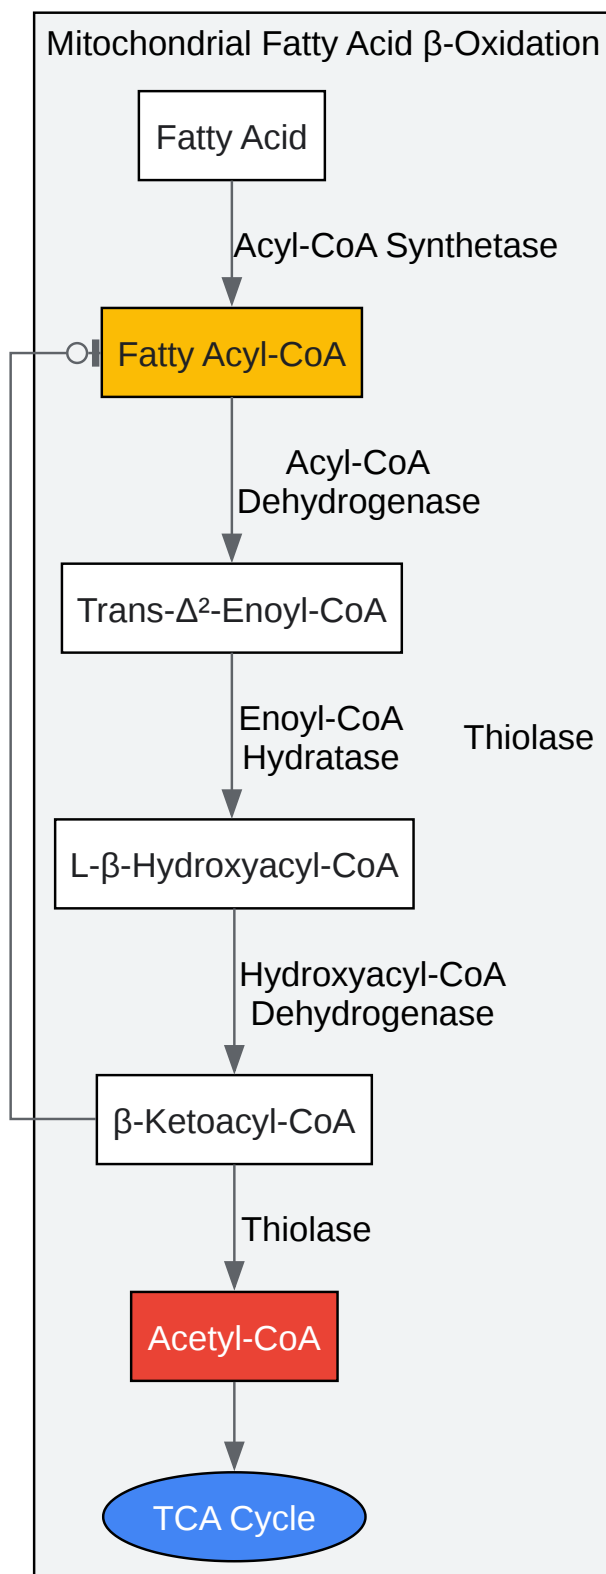 Mitochondrial Fatty Acid β-Oxidation
Fatty Acid
Acyl-CoA Synthetase
Fatty Acyl-CoA
Acyl-CoA
Dehydrogenase
Trans-Δ²-Enoyl-CoA
Enoyl-CoA
Hydratase
Thiolase
L-β-Hydroxyacyl-CoA
Hydroxyacyl-CoA
Dehydrogenase
β-Ketoacyl-CoA
Thiolase
Acetyl-CoA
TCA Cycle